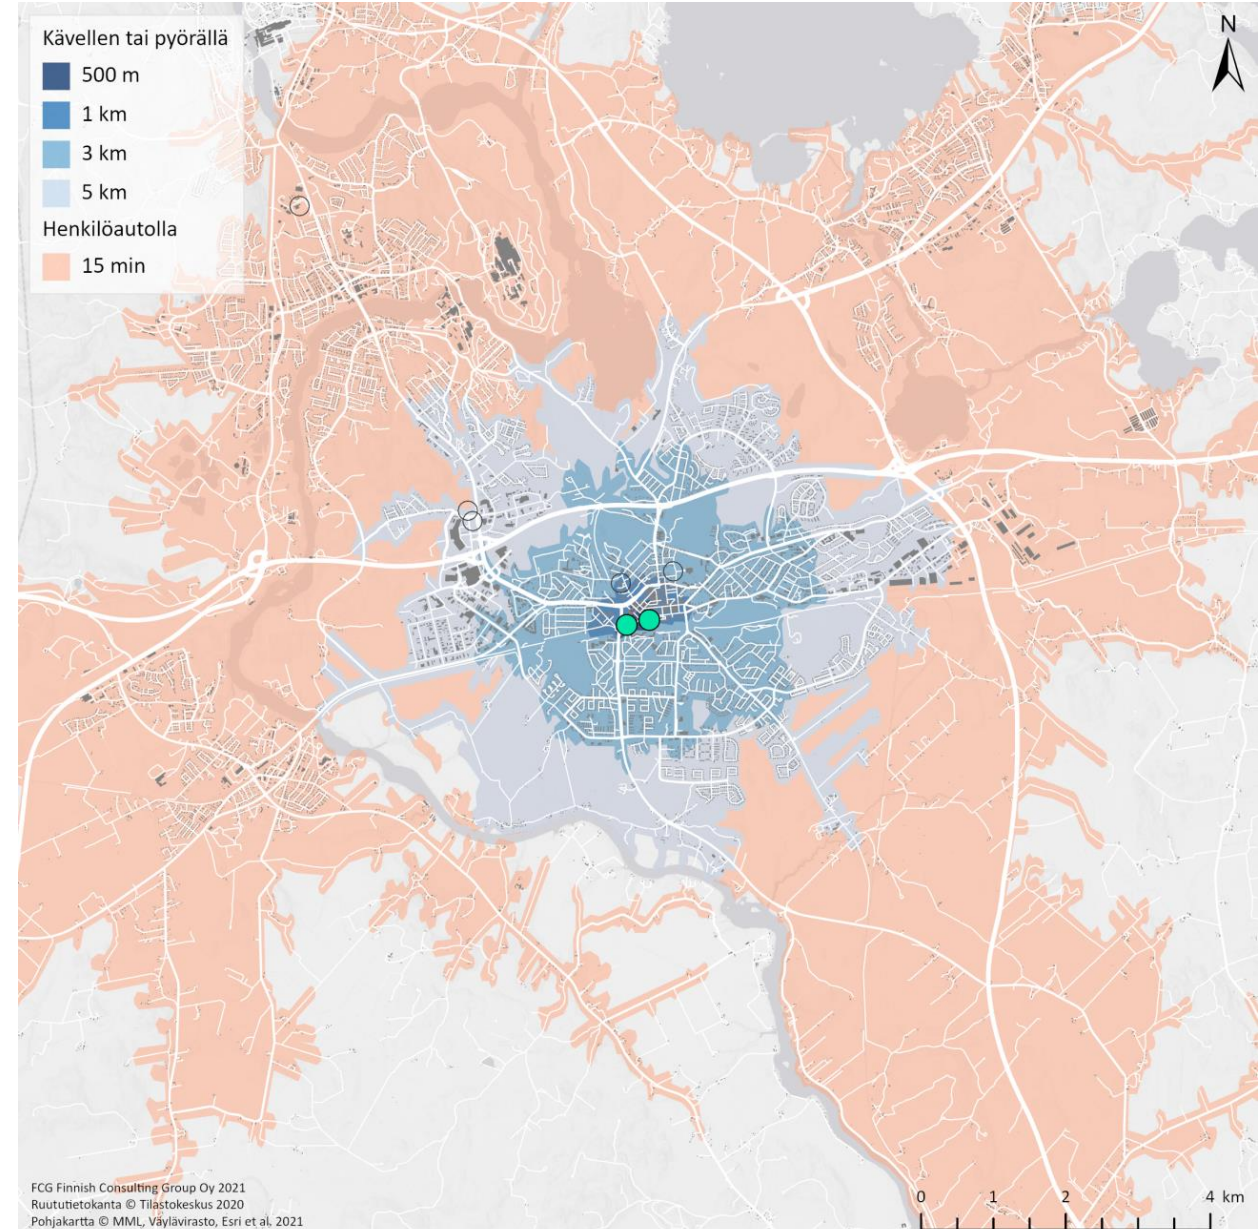 Kävellen tai pyörällä
500 m
1 km
3 km
5 km
Henkilöautolla
15 min
N
FCG Finnish Consulting Group Oy 2021
Ruututietokanta © Tilastokeskus 2020
Pohjakartta © MML, Väylävirasto, Esri et al. 2021
0 1 2 4 km